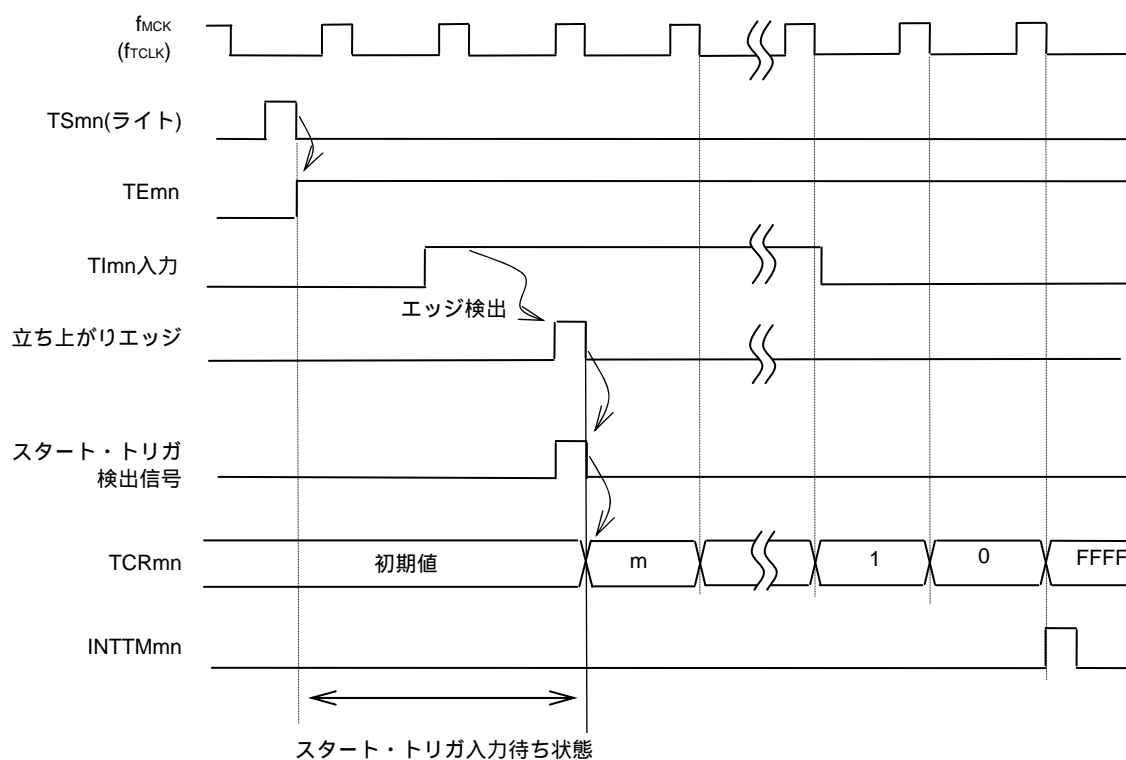 fMCK
(fTCLK)
TSmn(ライト)
TEmn
TImn入力
エッジ検出
立ち上がりエッジ
スタート・トリガ
検出信号
TCRmn
初期値
m
1
0
FFFF
INTTMmn
スタート・トリガ入力待ち状態